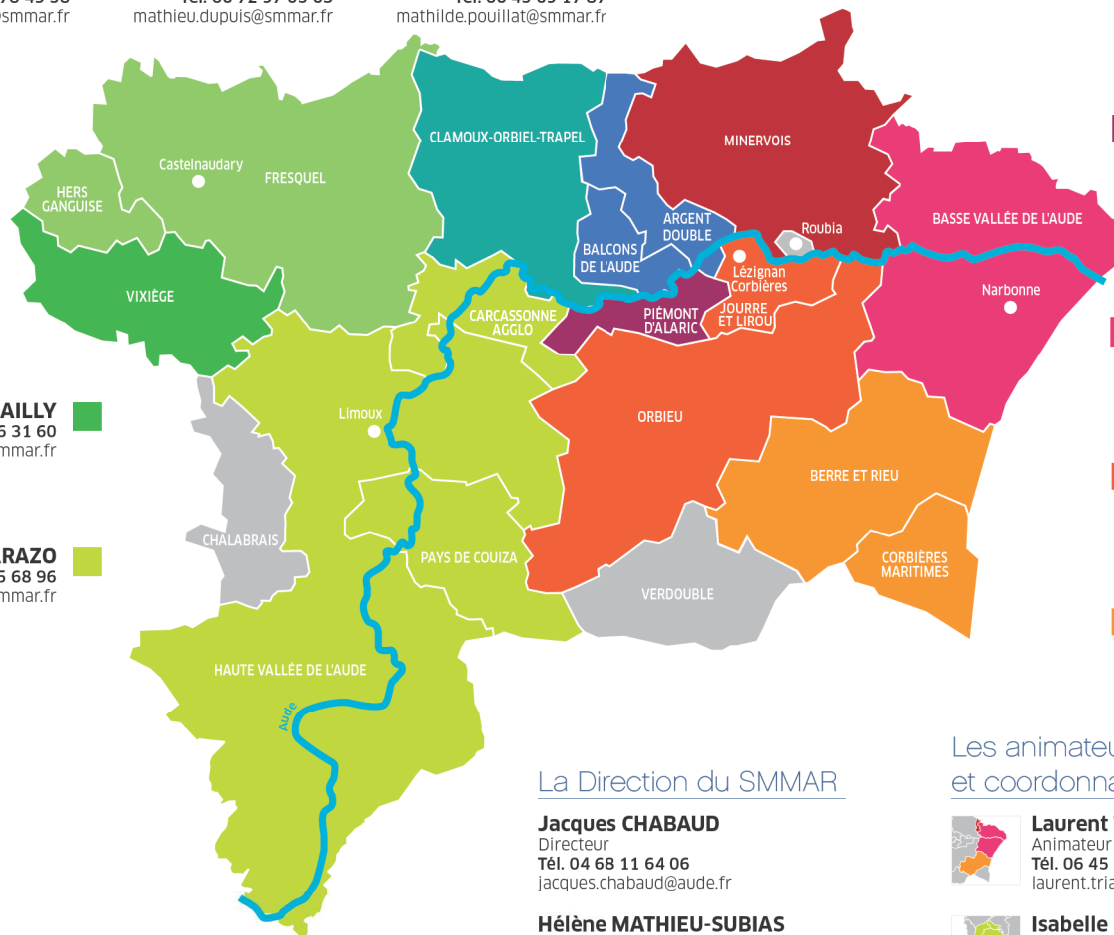 mathieu.dupuis@smmar.fr
mathilde.pouillat@smmar.fr
@smmar.fr
CLAMOUX-ORBIEL-TRAPEL
MINERVOIS
Castelnaudary
FRESQUEL
HERS
GANGUISE
ARGENT
DOUBLE
BASSE VALLÉE DE L'AUDE
Roubia
BALCONS
DE L'AUDE
Lézignan
Corbières
VIXIÈGE
Narbonne
CARCASSONNE
AGGLO
PIÉMONT
D'ALARIC
JOURRE
ET LIROU
AILLY
6 31 60
mmar.fr
Limoux
ORBIEU
BERRE ET RIEU
CHALABRAIS
PAYS DE COUIZA
CORBIÈRES
MARITIMES
ARAZO
5 68 96
mmar.fr
VERDOUBLE
HAUTE VALLÉE DE L'AUDE
Aude
La Direction du SMMAR
Jacques CHABAUD
Directeur
Tél. 04 68 11 64 06
jacques.chabaud@aude.fr
Hélène MATHIEU-SUBIAS
Les animateu
et coordonna
Laurent
Animateur
Tél. 06 45
laurent.tria
Isabelle